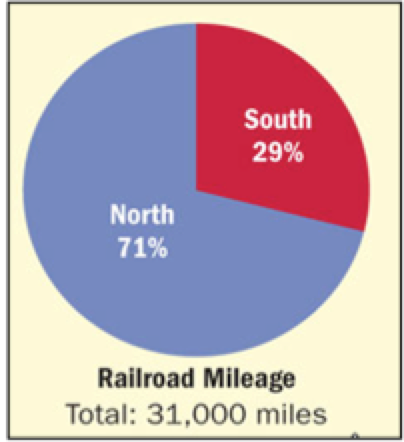 South
29%
North
71%
Railroad Mileage
Total: 31,000 miles